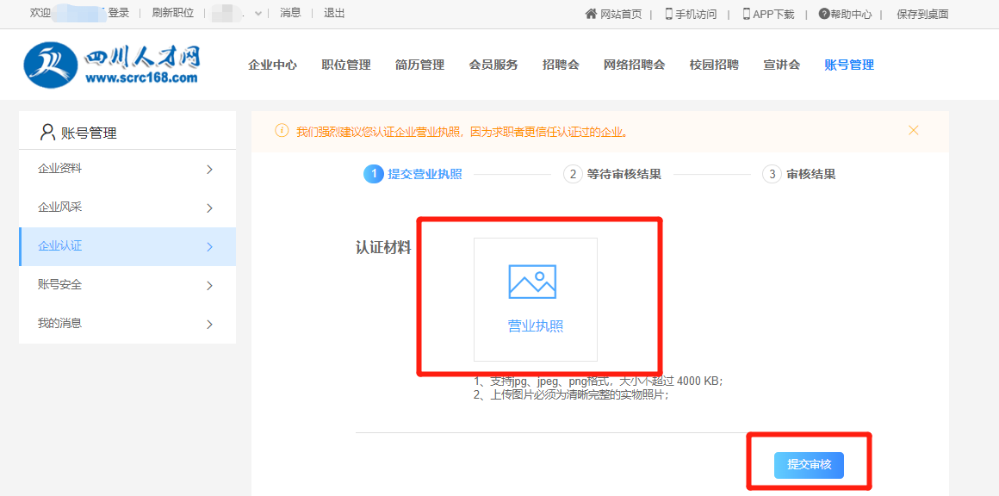 欢迎 登录 刷新职位 消息 退出 网站首页 | 手机访问 | APP下载 | 帮助中心 | 保存到桌面
四川人才网
www.scrc168.com
企业中心 职位管理 简历管理 会员服务 招聘会 网络招聘会 校园招聘 宣讲会 账号管理
账号管理
企业资料
企业风采
企业认证
账号安全
我的消息
我们强烈建议您认证企业营业执照，因为求职者更信任认证过的企业。
1 提交营业执照 2 等待审核结果 3 审核结果
认证材料
营业执照
1、支持jpg、jpeg、png格式，大小不超过 4000 KB；
2、上传图片必须为清晰完整的实物照片；
提交审核